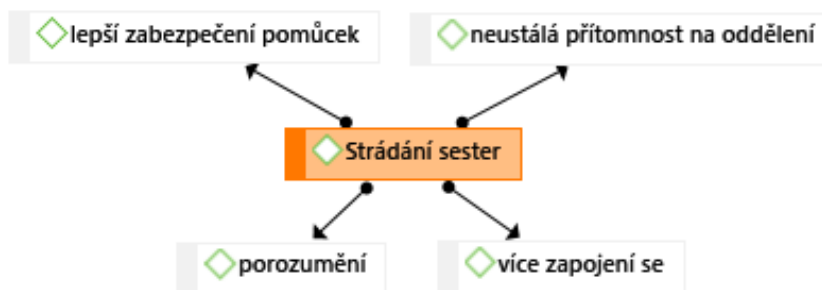 lepší zabezpečení pomůcek
neustálá přítomnost na oddělení
Strádání sester
porozumění
více zapojení se